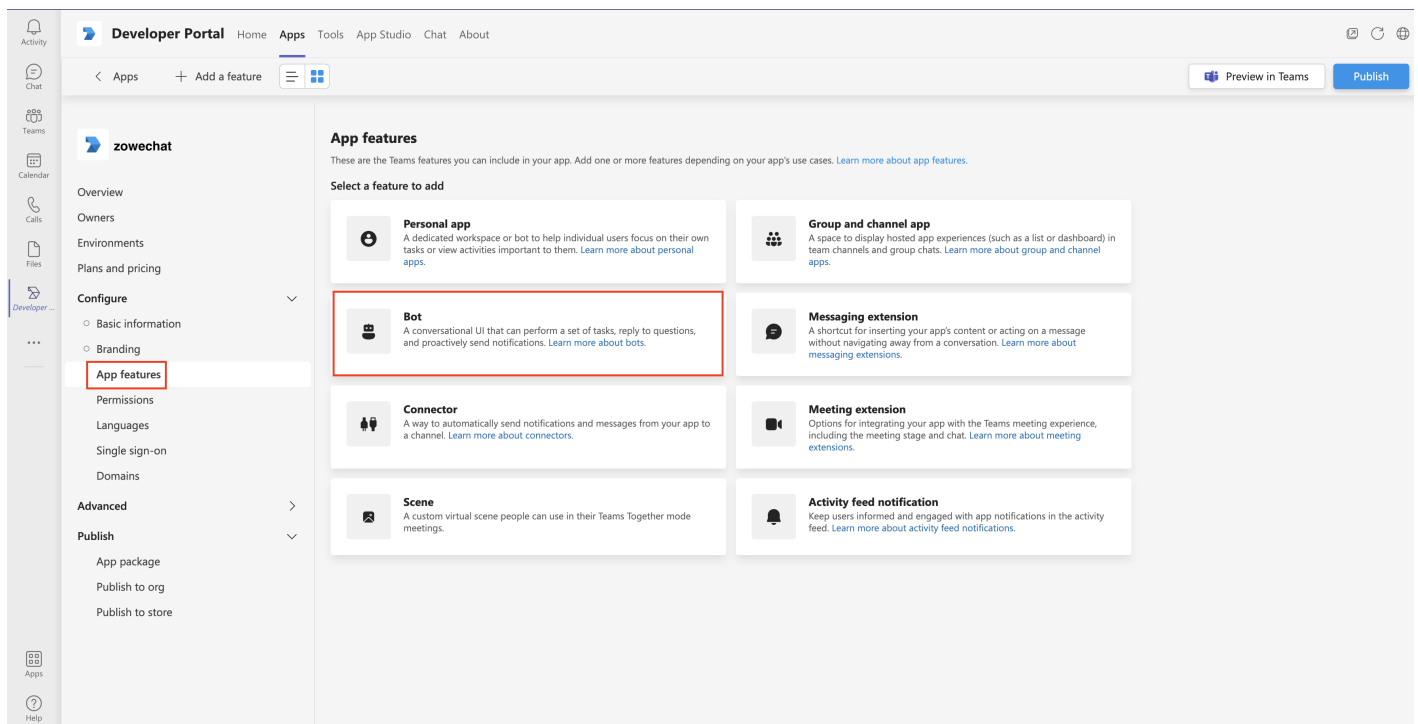 Activity
Chat
Teams
Calendar
Calls
Files
Developer ...
Apps
Help
Developer Portal Home Apps Tools App Studio Chat About
Apps Add a feature
Preview in Teams Publish
zowechat
Overview
Owners
Environments
Plans and pricing
Configure
Basic information
Branding
App features
Permissions
Languages
Single sign-on
Domains
Advanced
Publish
App package
Publish to org
Publish to store
App features
These are the Teams features you can include in your app. Add one or more features depending on your app's use cases. Learn more about app features.
Select a feature to add
Personal app
A dedicated workspace or bot to help individual users focus on their own
tasks or view activities important to them. Learn more about personal
apps.
Group and channel app
A space to display hosted app experiences (such as a list or dashboard) in
team channels and group chats. Learn more about group and channel
apps.
Bot
A conversational UI that can perform a set of tasks, reply to questions,
and proactively send notifications. Learn more about bots.
Messaging extension
A shortcut for inserting your app's content or acting on a message
without navigating away from a conversation. Learn more about
messaging extensions.
Connector
A way to automatically send notifications and messages from your app to
a channel. Learn more about connectors.
Meeting extension
Options for integrating your app with the Teams meeting experience,
including the meeting stage and chat. Learn more about meeting
extensions.
Scene
A custom virtual scene people can use in their Teams Together mode
meetings.
Activity feed notification
Keep users informed and engaged with app notifications in the activity
feed. Learn more about activity feed notifications.